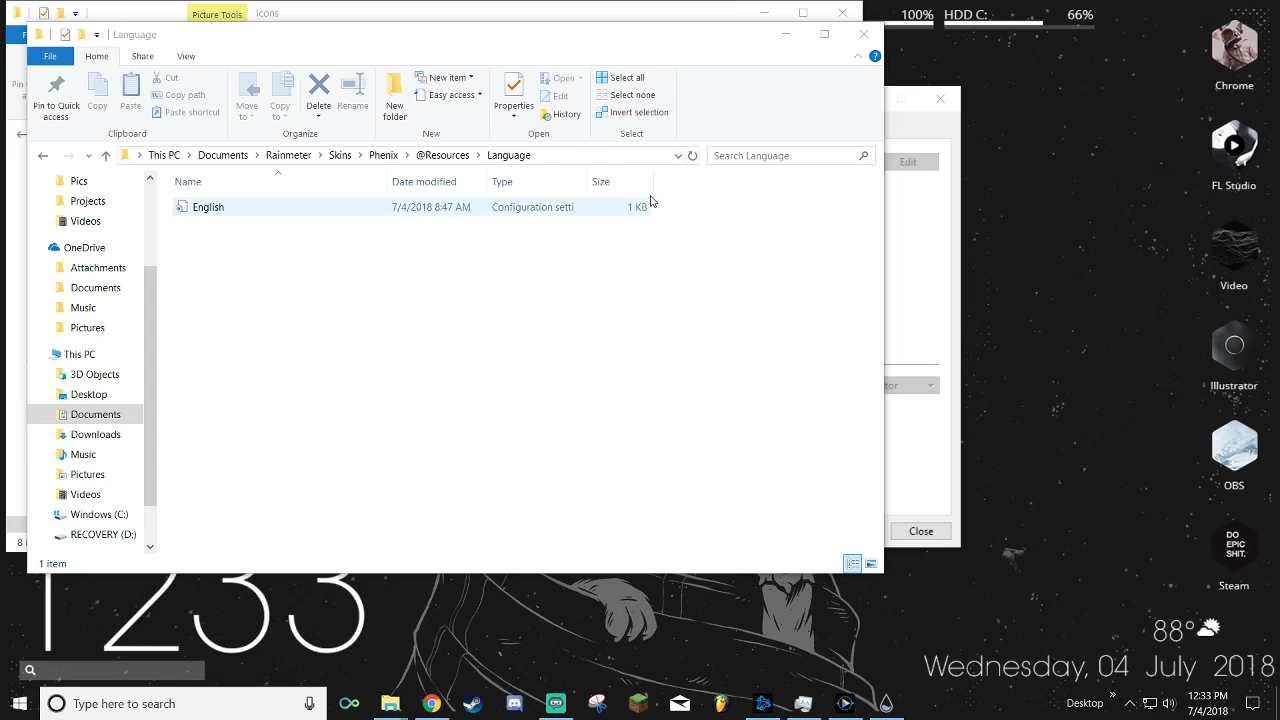 Picture Tools Icons
100% HDD C: 66%
Language
File Home Share View
Pin to Quick access
Copy
Paste
Cut
Copy path
Paste shortcut
Clipboard
Move to
Copy to
Delete
Rename
Organize
New folder
New item
Easy access
New
Properties
Open
Edit
History
Open
Select all
Select none
Invert selection
Select
This PC Documents Rainmeter Skins Phenix @Resources Language
Search Language
Edit
Name Date modified Type Size
English 7/4/2018 8:47 AM Configuration setti 1 KB
Pics
Projects
Videos
OneDrive
Attachments
Documents
Music
Pictures
This PC
3D Objects
Desktop
Documents
Downloads
Music
Pictures
Videos
Windows (C:)
RECOVERY (D:)
1 item
tor
Close
Chrome
FL Studio
Video
Illustrator
OBS
DO
EPIC
SHIT.
Steam
1233
88°
Wednesday, 04 July 2018
Type here to search
Desktop
12:33 PM
7/4/2018